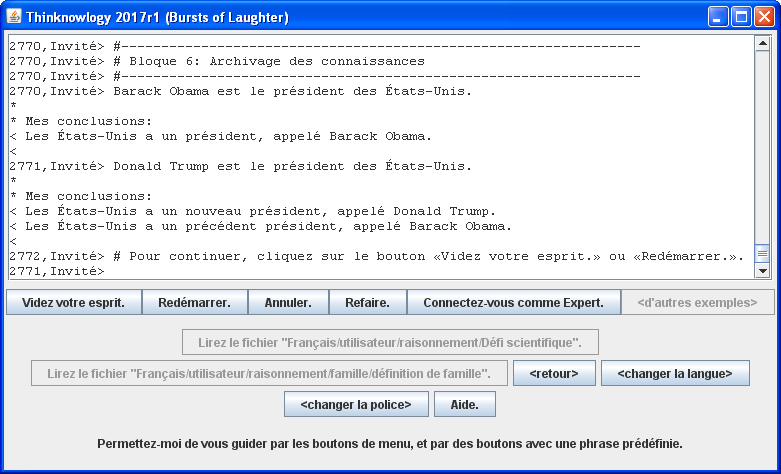 Thinknowlogy 2017r1 (Bursts of Laughter)
2770,Invité> #-----------------------------------------------------------------
2770,Invité> # Bloque 6: Archivage des connaissances
2770,Invité> #-----------------------------------------------------------------
2770,Invité> Barack Obama est le président des États-Unis.
*
* Mes conclusions:
< Les États-Unis a un président, appelé Barack Obama.
<
2771,Invité> Donald Trump est le président des États-Unis.
*
* Mes conclusions:
< Les États-Unis a un nouveau président, appelé Donald Trump.
< Les États-Unis a un précédent président, appelé Barack Obama.
<
2772,Invité> # Pour continuer, cliquez sur le bouton «Videz votre esprit.» ou «Redémarrer.».
2771,Invité>
Videz votre esprit. Redémarrer. Annuler. Refaire. Connectez-vous comme Expert. <d'autres exemples>
Lirez le fichier "Français/utilisateur/raisonnement/Défi scientifique".
Lirez le fichier "Français/utilisateur/raisonnement/famille/définition de famille". <retour> <changer la langue>
<changer la police> Aide.
Permettez-moi de vous guider par les boutons de menu, et par des boutons avec une phrase prédéfinie.